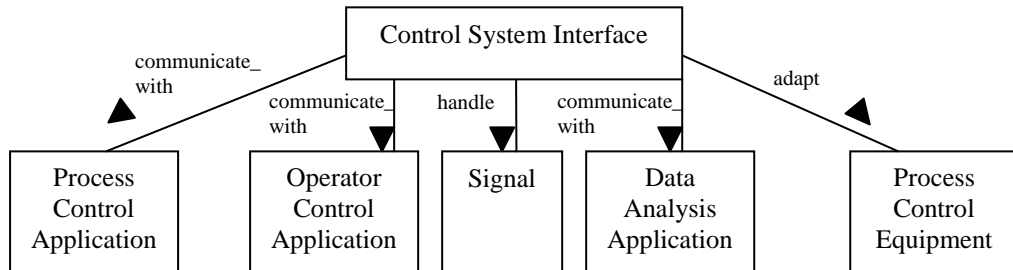 Control System Interface
communicate_
with
communicate_
with
handle
communicate_
with
adapt
Process
Control
Application
Operator
Control
Application
Signal
Data
Analysis
Application
Process
Control
Equipment